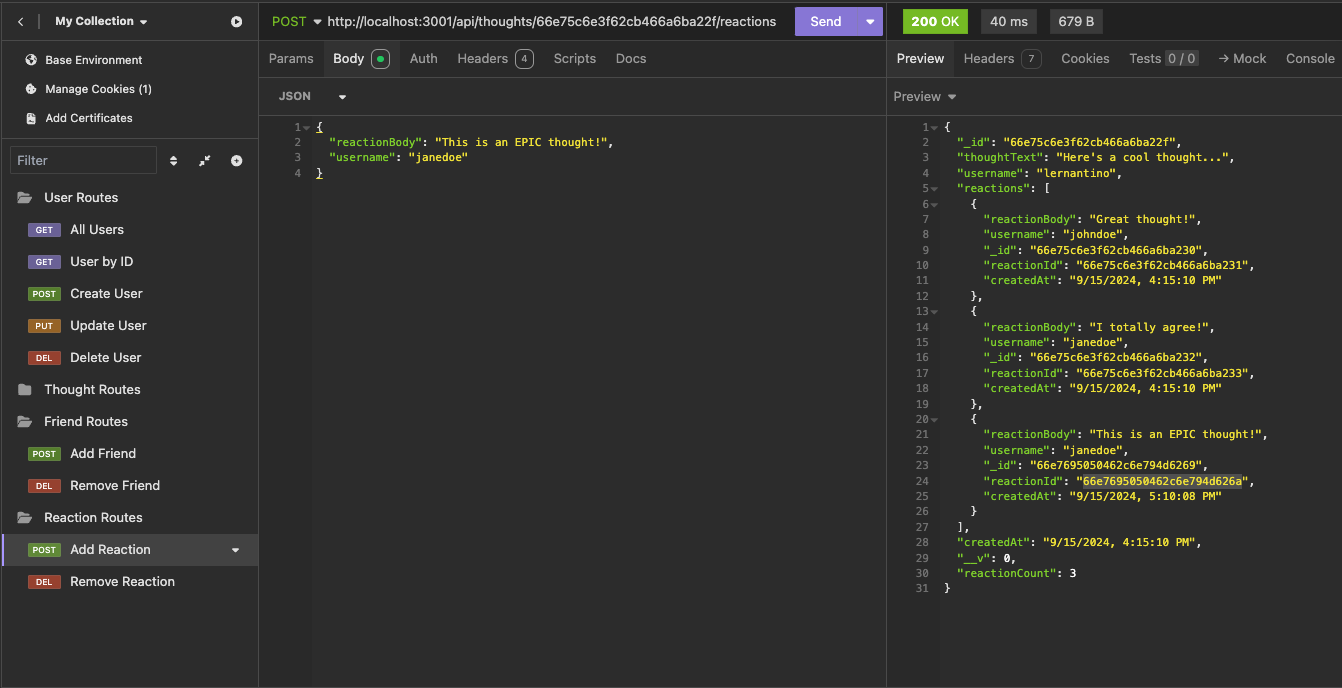 My Collection
Base Environment
Manage Cookies (1)
Add Certificates
Filter
User Routes
GET All Users
GET User by ID
POST Create User
PUT Update User
DEL Delete User
Thought Routes
Friend Routes
POST Add Friend
DEL Remove Friend
Reaction Routes
POST Add Reaction
DEL Remove Reaction
POST http://localhost:3001/api/thoughts/66e75c6e3f62cb466a6ba22f/reactions Send
Params Body Auth Headers 4 Scripts Docs
JSON
1 {
2 "reactionBody": "This is an EPIC thought!",
3 "username": "janedoe"
4 }
200 OK 40 ms 679 B
Preview Headers 7 Cookies Tests 0 / 0 → Mock Console
Preview
1 {
2 "_id": "66e75c6e3f62cb466a6ba22f",
3 "thoughtText": "Here's a cool thought...",
4 "username": "lernantino",
5 "reactions": [
6 {
7 "reactionBody": "Great thought!",
8 "username": "johndoe",
9 "_id": "66e75c6e3f62cb466a6ba230",
10 "reactionId": "66e75c6e3f62cb466a6ba231",
11 "createdAt": "9/15/2024, 4:15:10 PM"
12 },
13 {
14 "reactionBody": "I totally agree!",
15 "username": "janedoe",
16 "_id": "66e75c6e3f62cb466a6ba232",
17 "reactionId": "66e75c6e3f62cb466a6ba233",
18 "createdAt": "9/15/2024, 4:15:10 PM"
19 },
20 {
21 "reactionBody": "This is an EPIC thought!",
22 "username": "janedoe",
23 "_id": "66e7695050462c6e794d6269",
24 "reactionId": "66e7695050462c6e794d626a",
25 "createdAt": "9/15/2024, 5:10:08 PM"
26 }
27 ],
28 "createdAt": "9/15/2024, 4:15:10 PM",
29 "__v": 0,
30 "reactionCount": 3
31 }